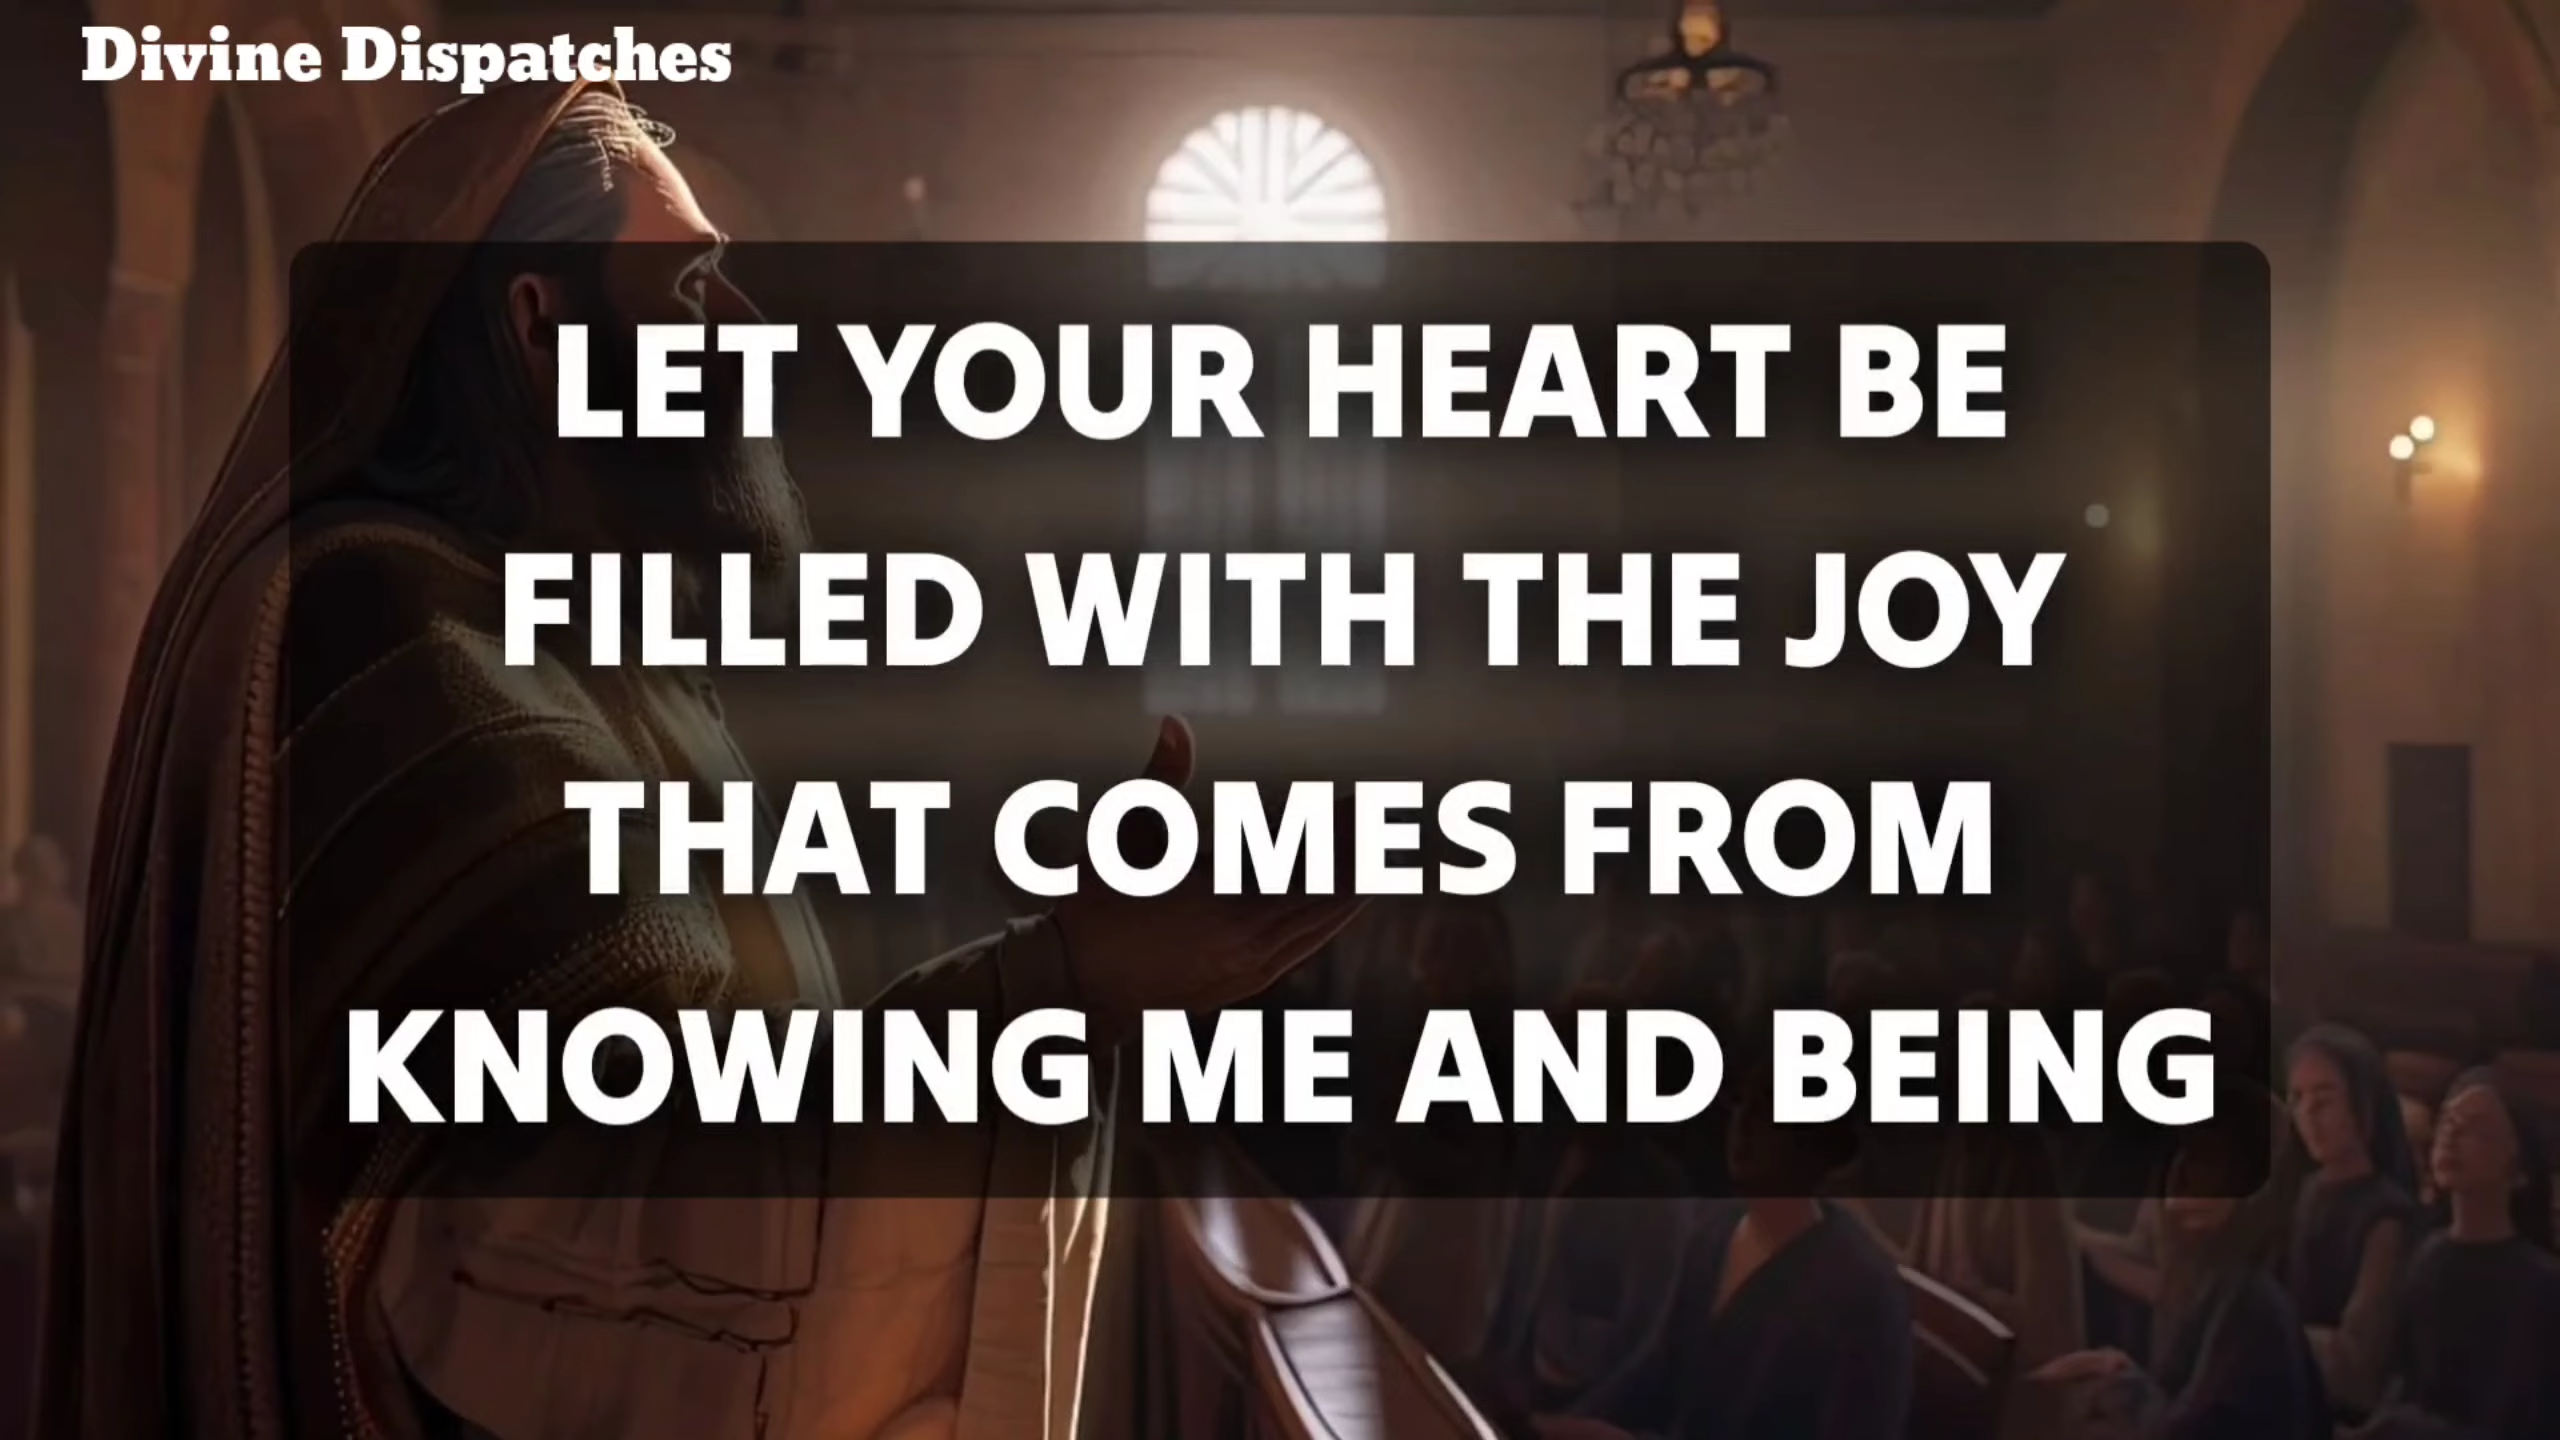 Divine Dispatches
LET YOUR HEART BE
FILLED WITH THE JOY
THAT COMES FROM
KNOWING ME AND BEING